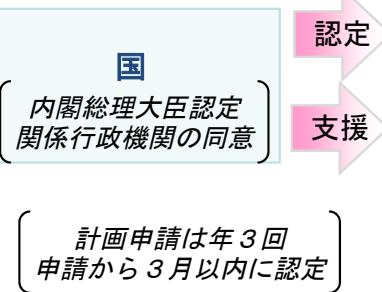 認定
国
内閣総理大臣認定
関係行政機関の同意
支援
計画申請は年３回
申請から３月以内に認定